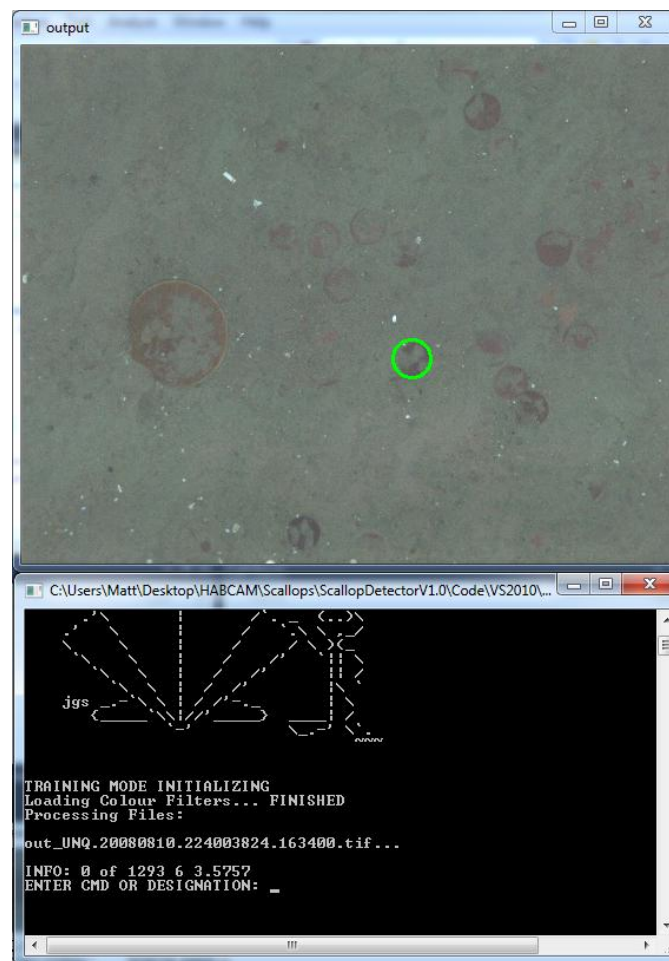 output
C:\Users\Matt\Desktop\HABCAM\Scallops\ScallopDetectorV1.0\Code\VS2010\...
jgs
TRAINING MODE INITIALIZING
Loading Colour Filters... FINISHED
Processing Files:
out_UNQ.20080810.224003824.163400.tif...
INFO: 0 of 1293 6 3.5757
ENTER CMD OR DESIGNATION: _